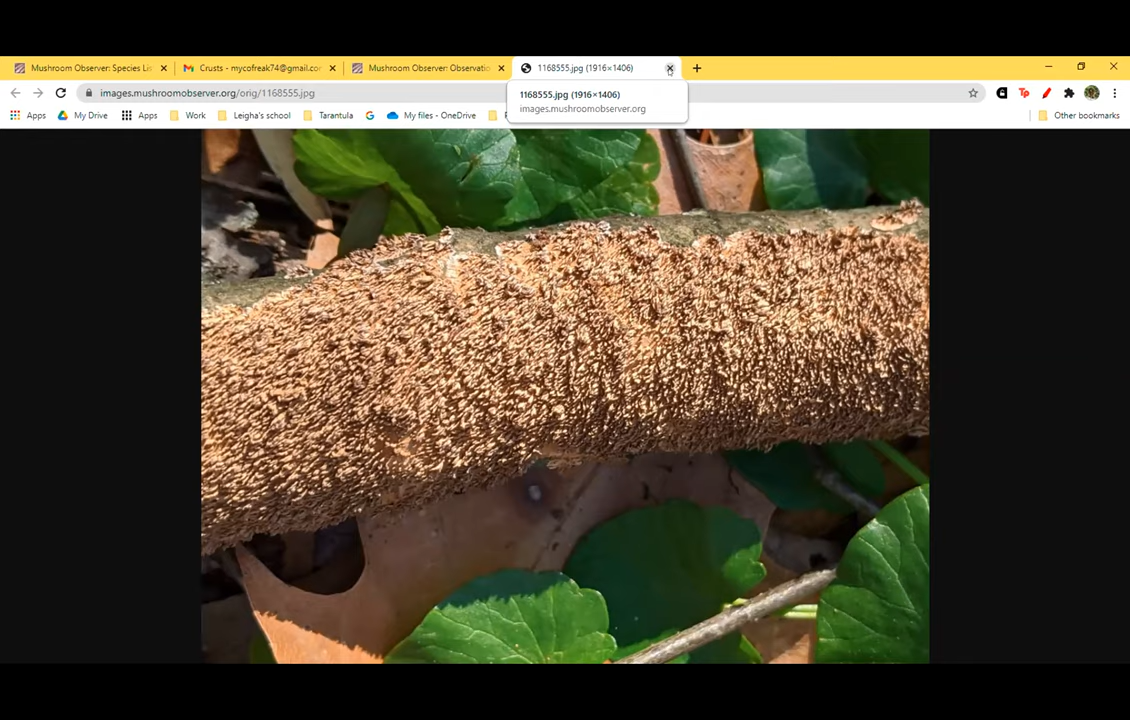 Mushroom Observer: Species Lis
Crusts - mycofreak74@gmail.con
Mushroom Observer: Observatio
1168555.jpg (1916×1406)
images.mushroomobserver.org/orig/1168555.jpg
1168555.jpg (1916×1406)
images.mushroomobserver.org
Apps
My Drive
Apps
Work
Leigha's school
Tarantula
My files - OneDrive
Other bookmarks